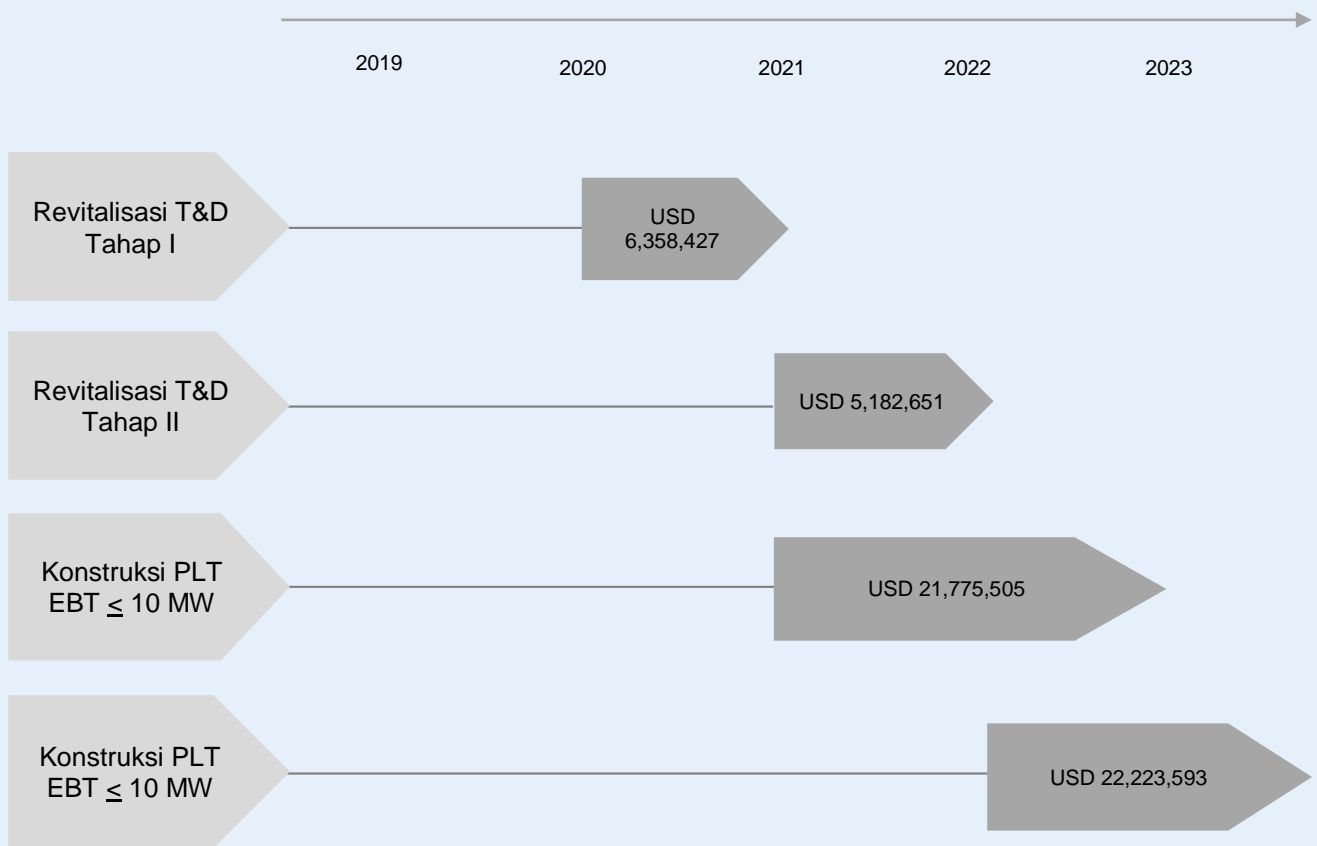 2019 2020 2021 2022 2023
Revitalisasi T&D
Tahap I
USD
6,358,427
Revitalisasi T&D
Tahap II
USD 5,182,651
Konstruksi PLT
EBT ≤ 10 MW
USD 21,775,505
Konstruksi PLT
EBT ≤ 10 MW
USD 22,223,593